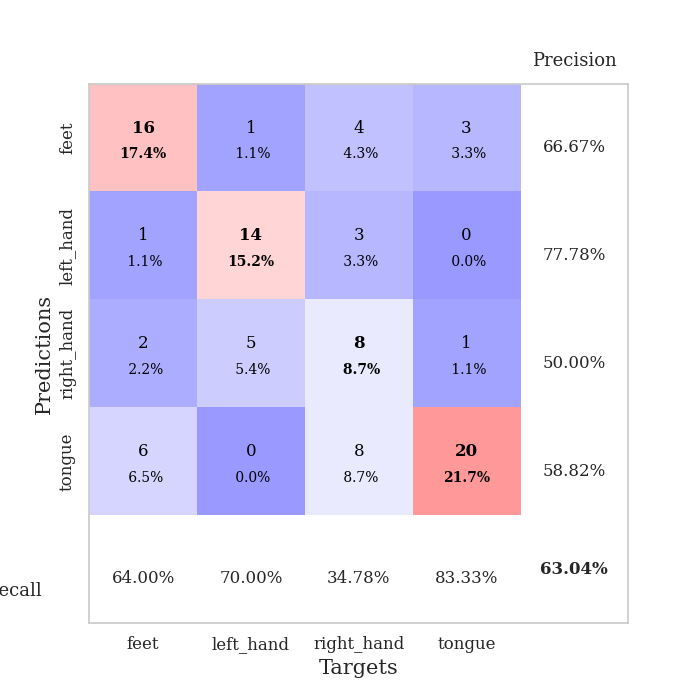 Precision
feet
16 1 4 3
17.4% 1.1% 4.3% 3.3%
66.67%
left_hand
1 14 3 0
1.1% 15.2% 3.3% 0.0%
77.78%
right_hand
2 5 8 1
2.2% 5.4% 8.7% 1.1%
50.00%
tongue
6 0 8 20
6.5% 0.0% 8.7% 21.7%
58.82%
Predictions
ecall
64.00% 70.00% 34.78% 83.33% 63.04%
feet left_hand right_hand tongue
Targets